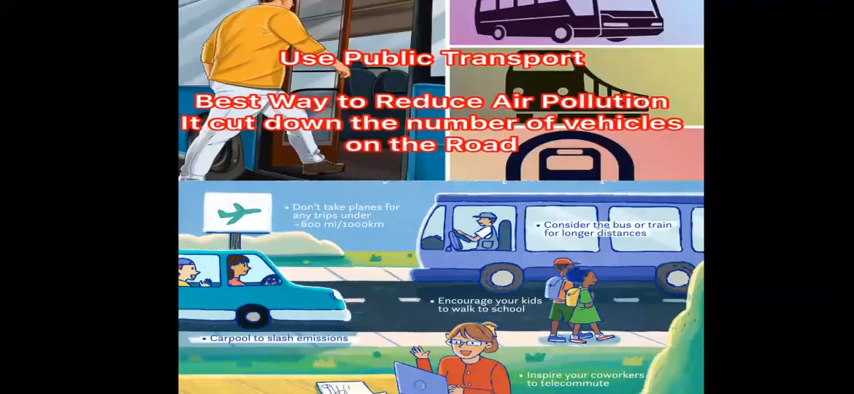 Use Public Transport
Best Way to Reduce Air Pollution
It cut down the number of vehicles
on the Road
• Don't take planes for
any trips under
~600 mi/1000km
• Consider the bus or train
for longer distances
• Encourage your kids
to walk to school
• Carpool to slash emissions
• Inspire your coworkers
to telecommute